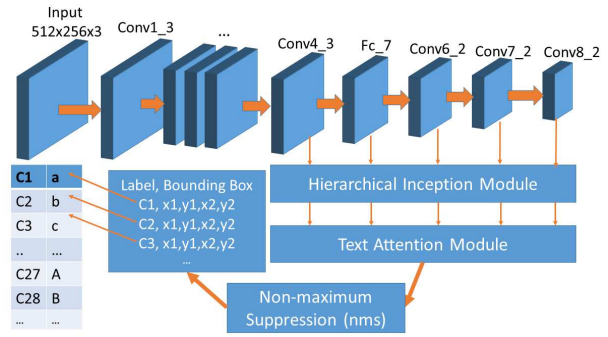 Input
512x256x3
Conv1_3
...
Conv4_3
Fc_7
Conv6_2
Conv7_2
Conv8_2
C1 a
C2 b
C3 c
.. ...
C27 A
C28 B
... ...
Label, Bounding Box
C1, x1,y1,x2,y2
C2, x1,y1,x2,y2
C3, x1,y1,x2,y2
...
Hierarchical Inception Module
Text Attention Module
Non-maximum
Suppression (nms)